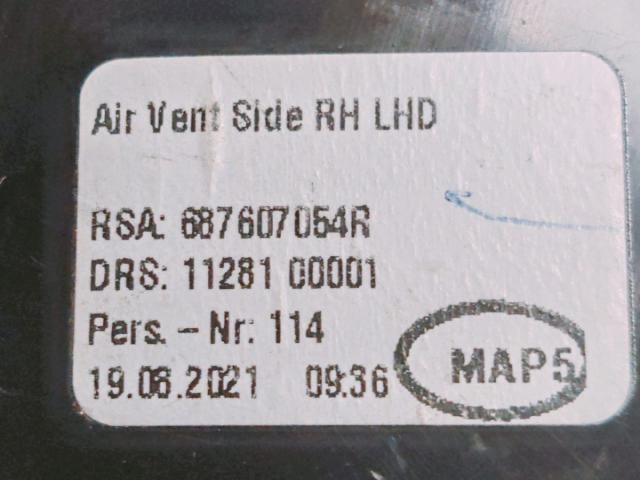 Air Vent Side RH LHD
RSA: 687607054R
DRS: 11281 00001
Pers. - Nr: 114
19.06.2021 09:36
MAP5